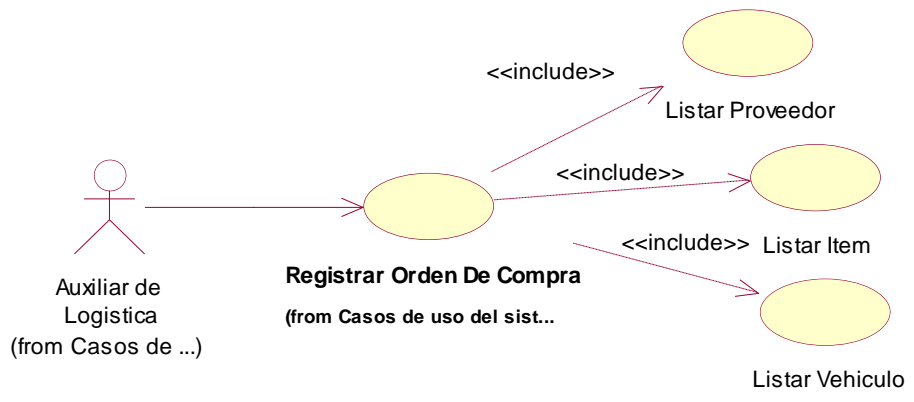 <<include>>
Listar Proveedor
<<include>>
<<include>>
Listar Item
Registrar Orden De Compra
Auxiliar de
Logistica
(from Casos de ...)
(from Casos de uso del sist...
Listar Vehiculo